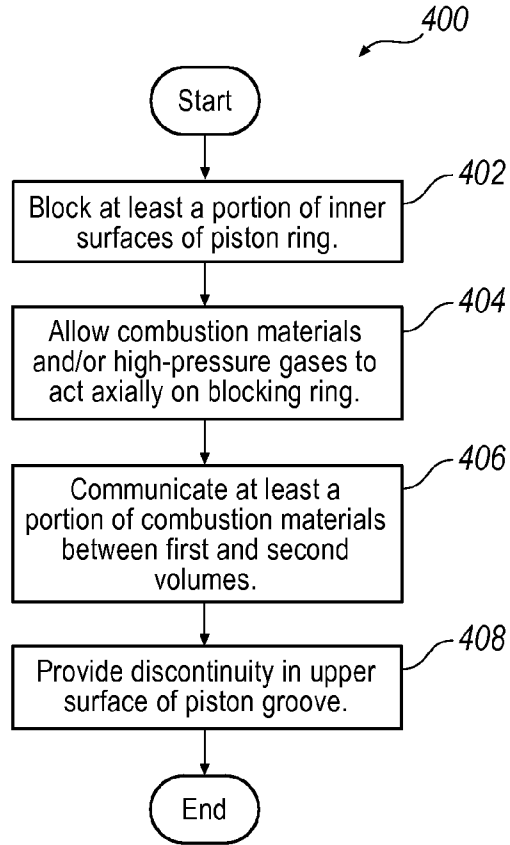 400
Start
402
Block at least a portion of inner
surfaces of piston ring.
404
Allow combustion materials
and/or high-pressure gases to
act axially on blocking ring.
406
Communicate at least a
portion of combustion materials
between first and second
volumes.
408
Provide discontinuity in upper
surface of piston groove.
End